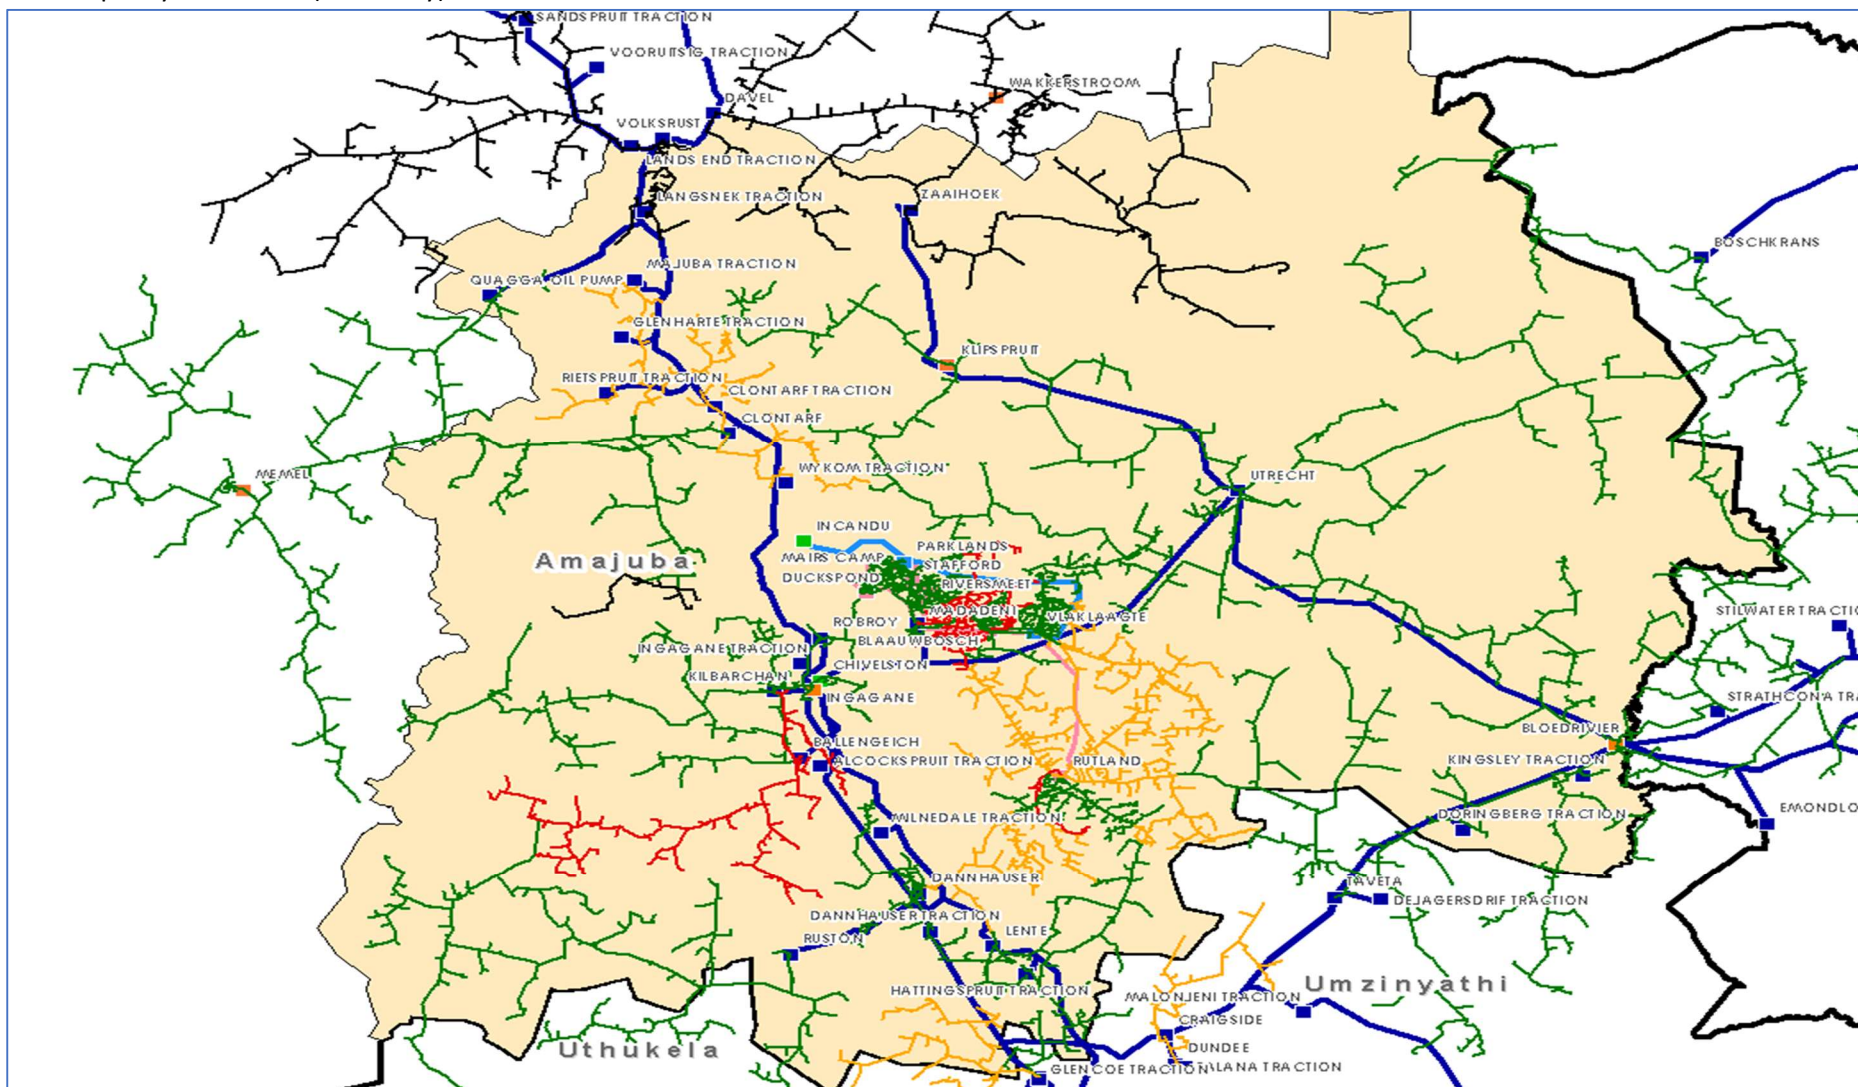 SANDSPRUIT TRACTION
VOORUITSIG TRACTION
WAKKERSTROOM
DAVEL
VOLKSRUST
LANDS END TRACTION
LANGSNEK TRACTION
ZAAIHOEK
BOSCHKRANS
MAJUBA TRACTION
QUAGGA OIL PUMP
GLENHARTE TRACTION
KLIPSPRUIT
RIETSPRUIT TRACTION
CLONTARF TRACTION
CLONTARF
WYKOM TRACTION
MEMEL
UTRECHT
INCANDU
PARKLANDS
MAIRS CAMP
STAFFORD
Amajuba
DUCKSPOND
RIVERSMEET
MADADENI
VLAKLAAGTE
STILWATER TRACTIO
ROBROY
BLAAUWBOSCH
INGAGANE TRACTION
CHIVELSTON
KILBARCHAN
INGAGANE
STRATHCONA TRA
BLOEDRIVIER
BALLENGEICH
ALCOCKSPRUIT TRACTION
RUTLAND
KINGSLEY TRACTION
MILNEDALE TRACTION
DORINGBERG TRACTION
EMONDLO
DANNHAUSER
TAVETA
DEJAGERSDRIF TRACTION
DANNHAUSER TRACTION
RUSTON
LENTE
HATTINGSPRUIT TRACTION
Umzinyathi
MALONJENI TRACTION
CRAIGSIDE
Uthukela
DUNDEE
GLENCOE TRACTION
TALANA TRACTION